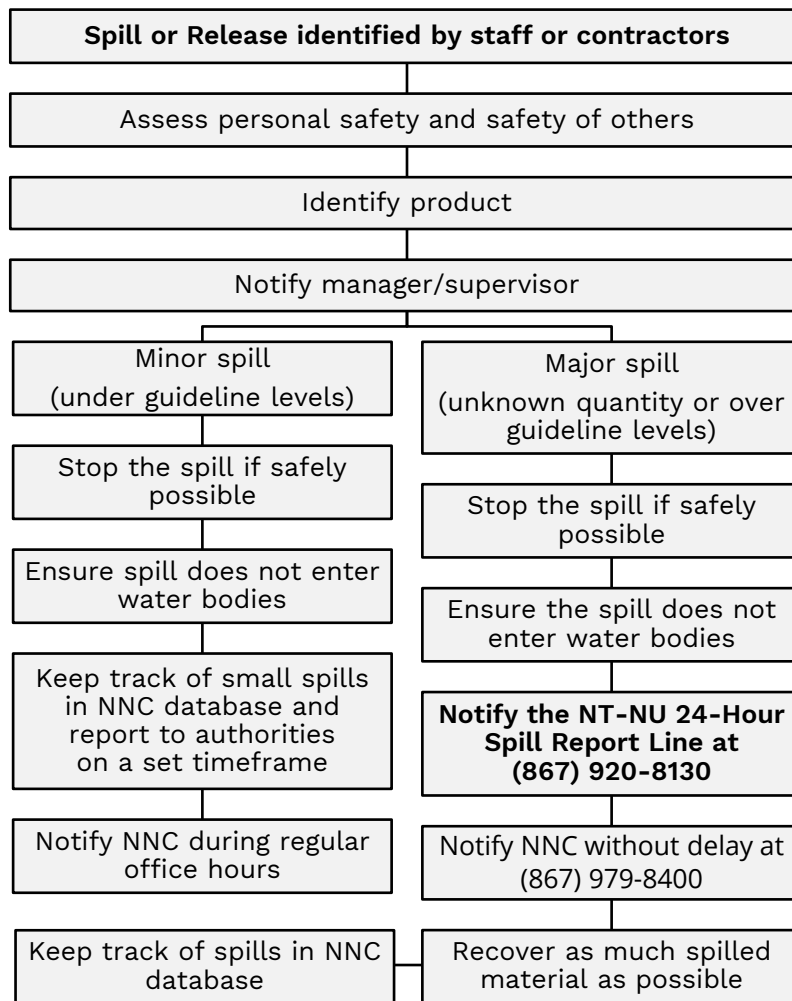 Spill or Release identified by staff or contractors
Assess personal safety and safety of others
Identify product
Notify manager/supervisor
Minor spill
(under guideline levels)
Stop the spill if safely
possible
Ensure spill does not enter
water bodies
Keep track of small spills
in NNC database and
report to authorities
on a set timeframe
Notify NNC during regular
office hours
Major spill
(unknown quantity or over
guideline levels)
Stop the spill if safely
possible
Ensure the spill does not
enter water bodies
Notify the NT-NU 24-Hour
Spill Report Line at
(867) 920-8130
Notify NNC without delay at
(867) 979-8400
Recover as much spilled
material as possible
Keep track of spills in NNC
database